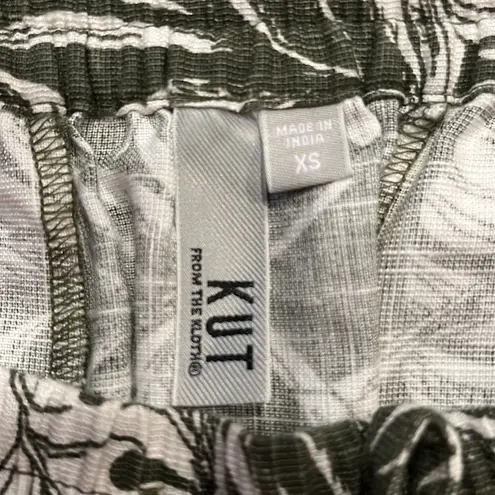 MADE IN
INDIA
XS
KUT
FROM THE KLOTH®